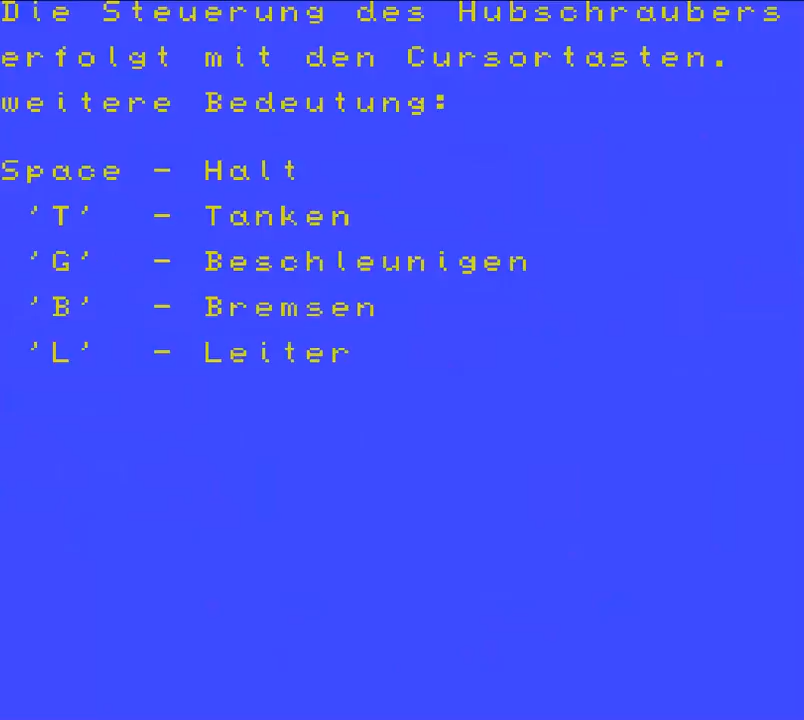 Die Steuerung des Hubschraubers
erfolgt mit den Cursortasten.
weitere Bedeutung:
Space - Halt
'T' - Tanken
'G' - Beschleunigen
'B' - Bremsen
'L' - Leiter